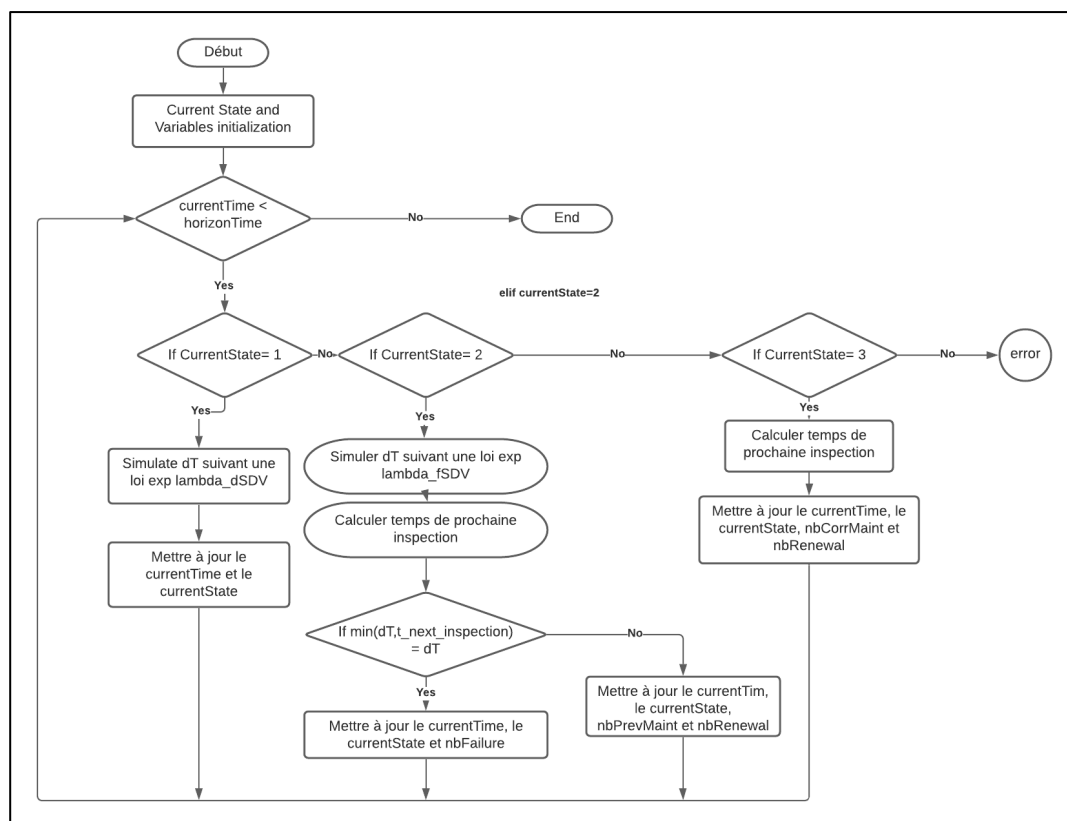 Début
Current State and
Variables initialization
currentTime <
horizonTime
No
End
Yes
elif currentState=2
If CurrentState= 1
No
If CurrentState= 2
No
If CurrentState= 3
No
error
Yes
Yes
Yes
Simulate dT suivant une
loi exp lambda_dSDV
Simuler dT suivant une loi exp
lambda_fSDV
Calculer temps de
prochaine inspection
Calculer temps de prochaine
inspection
Mettre à jour le currentTime, le
currentState, nbCorrMaint et
nbRenewal
Mettre à jour le
currentTime et le
currentState
If min(dT,t_next_inspection)
= dT
No
Yes
Mettre à jour le currentTim,
le currentState,
nbPrevMaint et nbRenewal
Mettre à jour le currentTime, le
currentState et nbFailure